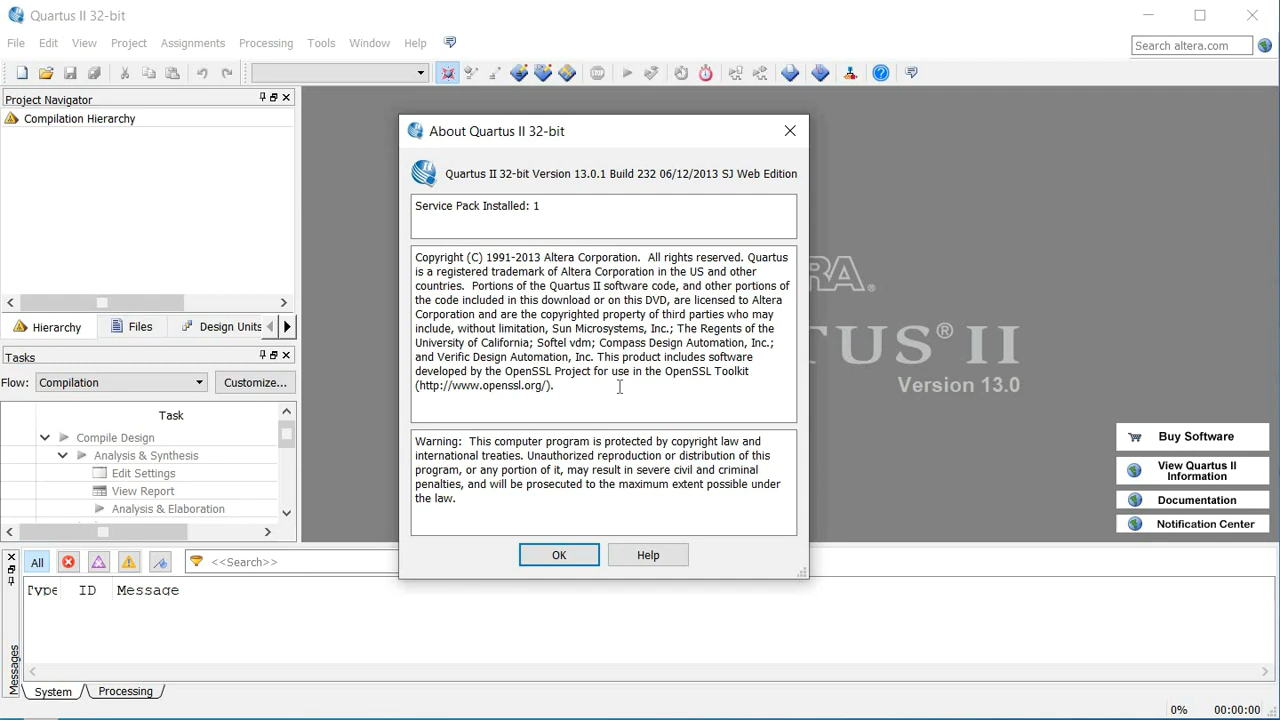 Quartus II 32-bit
File Edit View Project Assignments Processing Tools Window Help
Search altera.com
Project Navigator
Compilation Hierarchy
Hierarchy Files Design Units
Tasks
Flow: Compilation Customize...
Task
Compile Design
Analysis & Synthesis
Edit Settings
View Report
Analysis & Elaboration
About Quartus II 32-bit
Quartus II 32-bit Version 13.0.1 Build 232 06/12/2013 SJ Web Edition
Service Pack Installed: 1
Copyright (C) 1991-2013 Altera Corporation. All rights reserved. Quartus
is a registered trademark of Altera Corporation in the US and other
countries. Portions of the Quartus II software code, and other portions of
the code included in this download or on this DVD, are licensed to Altera
Corporation and are the copyrighted property of third parties who may
include, without limitation, Sun Microsystems, Inc.; The Regents of the
University of California; Softel vdm; Compass Design Automation, Inc.;
and Verific Design Automation, Inc. This product includes software
developed by the OpenSSL Project for use in the OpenSSL Toolkit
(http://www.openssl.org/).
Warning: This computer program is protected by copyright law and
international treaties. Unauthorized reproduction or distribution of this
program, or any portion of it, may result in severe civil and criminal
penalties, and will be prosecuted to the maximum extent possible under
the law.
OK Help
RA®
TUS® II
Version 13.0
Buy Software
View Quartus II
Information
Documentation
Notification Center
All <<Search>>
Type ID Message
Messages
System Processing
0% 00:00:00